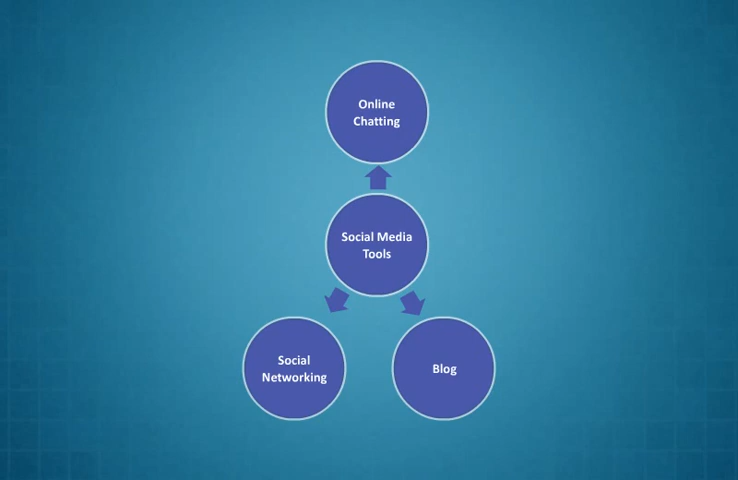 Online
Chatting
Social Media
Tools
Social
Networking
Blog